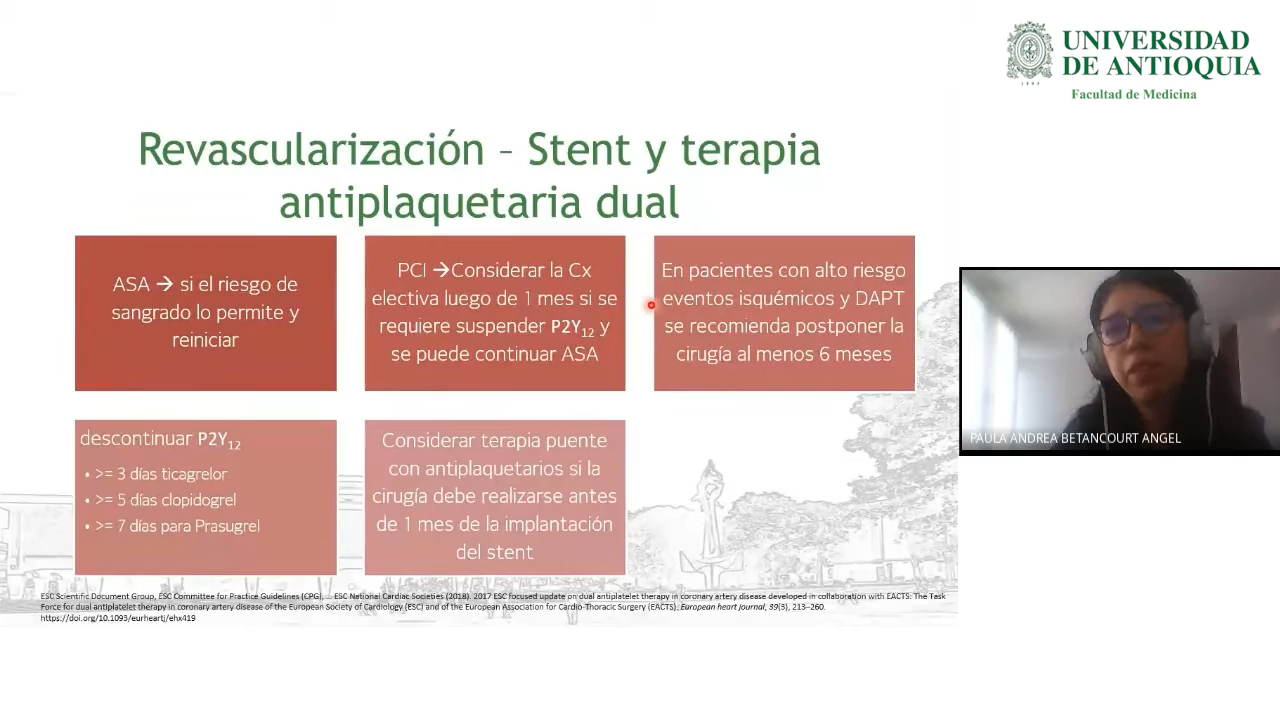 UNIVERSIDAD
DE ANTIOQUIA
1803
Facultad de Medicina
Revascularización – Stent y terapia
antiplaquetaria dual
ASA → si el riesgo de
sangrado lo permite y
reiniciar
PCI →Considerar la Cx
electiva luego de 1 mes si se
requiere suspender P2Y12 y
se puede continuar ASA
En pacientes con alto riesgo
eventos isquémicos y DAPT
se recomienda postponer la
cirugía al menos 6 meses
descontinuar P2Y12
• >= 3 días ticagrelor
• >= 5 días clopidogrel
• >= 7 días para Prasugrel
Considerar terapia puente
con antiplaquetarios si la
cirugía debe realizarse antes
de 1 mes de la implantación
del stent
PAULA ANDREA BETANCOURT ANGEL
ESC Scientific Document Group, ESC Committee for Practice Guidelines (CPG), ... ESC National Cardiac Societies (2018). 2017 ESC focused update on dual antiplatelet therapy in coronary artery disease developed in collaboration with EACTS: The Task
Force for dual antiplatelet therapy in coronary artery disease of the European Society of Cardiology (ESC) and of the European Association for Cardio-Thoracic Surgery (EACTS). European heart journal, 39(3), 213–260.
https://doi.org/10.1093/eurheartj/ehx419